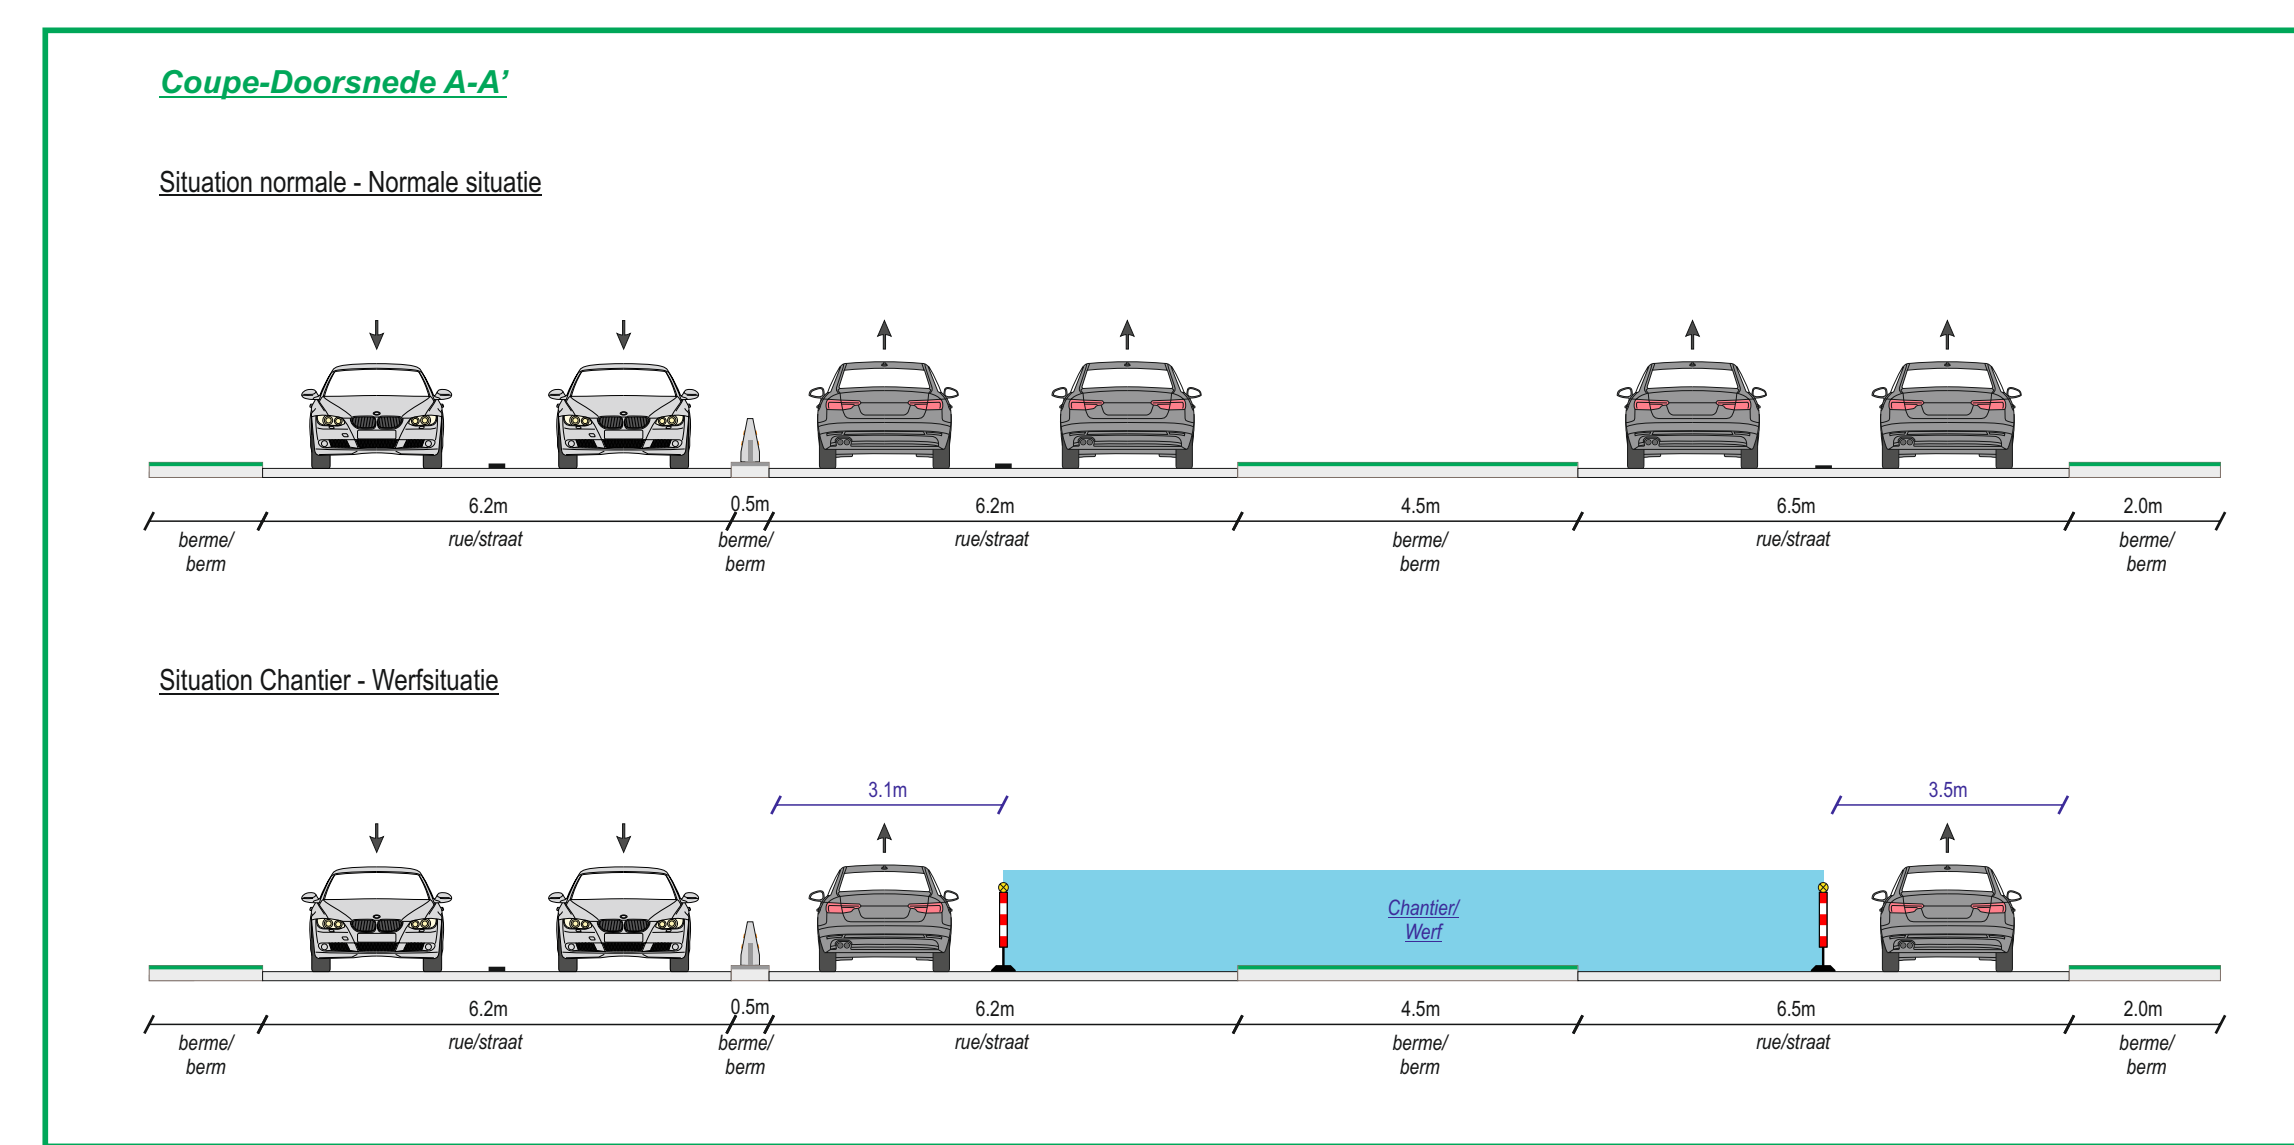 Coupe-Doorsnede A-A’
Situation normale - Normale situatie
6.2m 0.5m 6.2m 4.5m 6.5m 2.0m
berme/ rue/straat berme/ rue/straat berme/ rue/straat berme/
berm berm berm berm
Situation Chantier - Werfsituatie
3.1m 3.5m
Chantier/
Werf
6.2m 0.5m 6.2m 4.5m 6.5m 2.0m
berme/ rue/straat berme/ rue/straat berme/ rue/straat berme/
berm berm berm berm